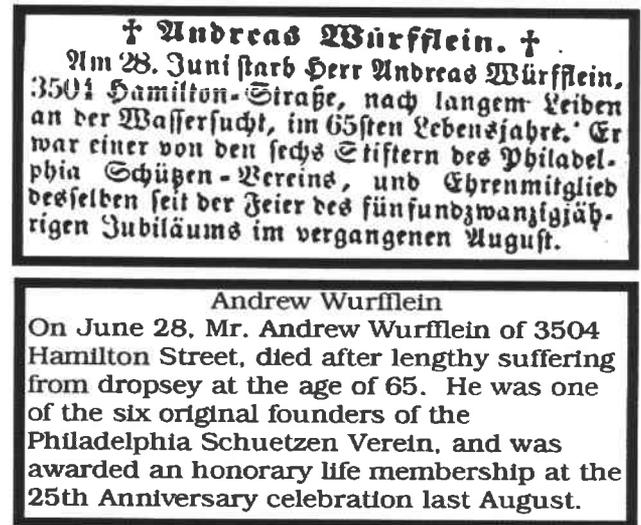 ✝ Andreas Würfflein. ✝
Am 28. Juni starb Herr Andreas Würfflein,
3504 Hamilton-Straße, nach langem Leiden
an der Wassersucht, im 65sten Lebensjahre. Er
war einer von den sechs Stiftern des Philadel-
phia Schützen-Vereins, und Ehrenmitglied
desselben seit der Feier des fünfundzwanzigjäh-
rigen Jubiläums im vergangenen August.
Andrew Wurfflein
On June 28, Mr. Andrew Wurfflein of 3504
Hamilton Street, died after lengthy suffering
from dropsey at the age of 65. He was one
of the six original founders of the
Philadelphia Schuetzen Verein, and was
awarded an honorary life membership at the
25th Anniversary celebration last August.